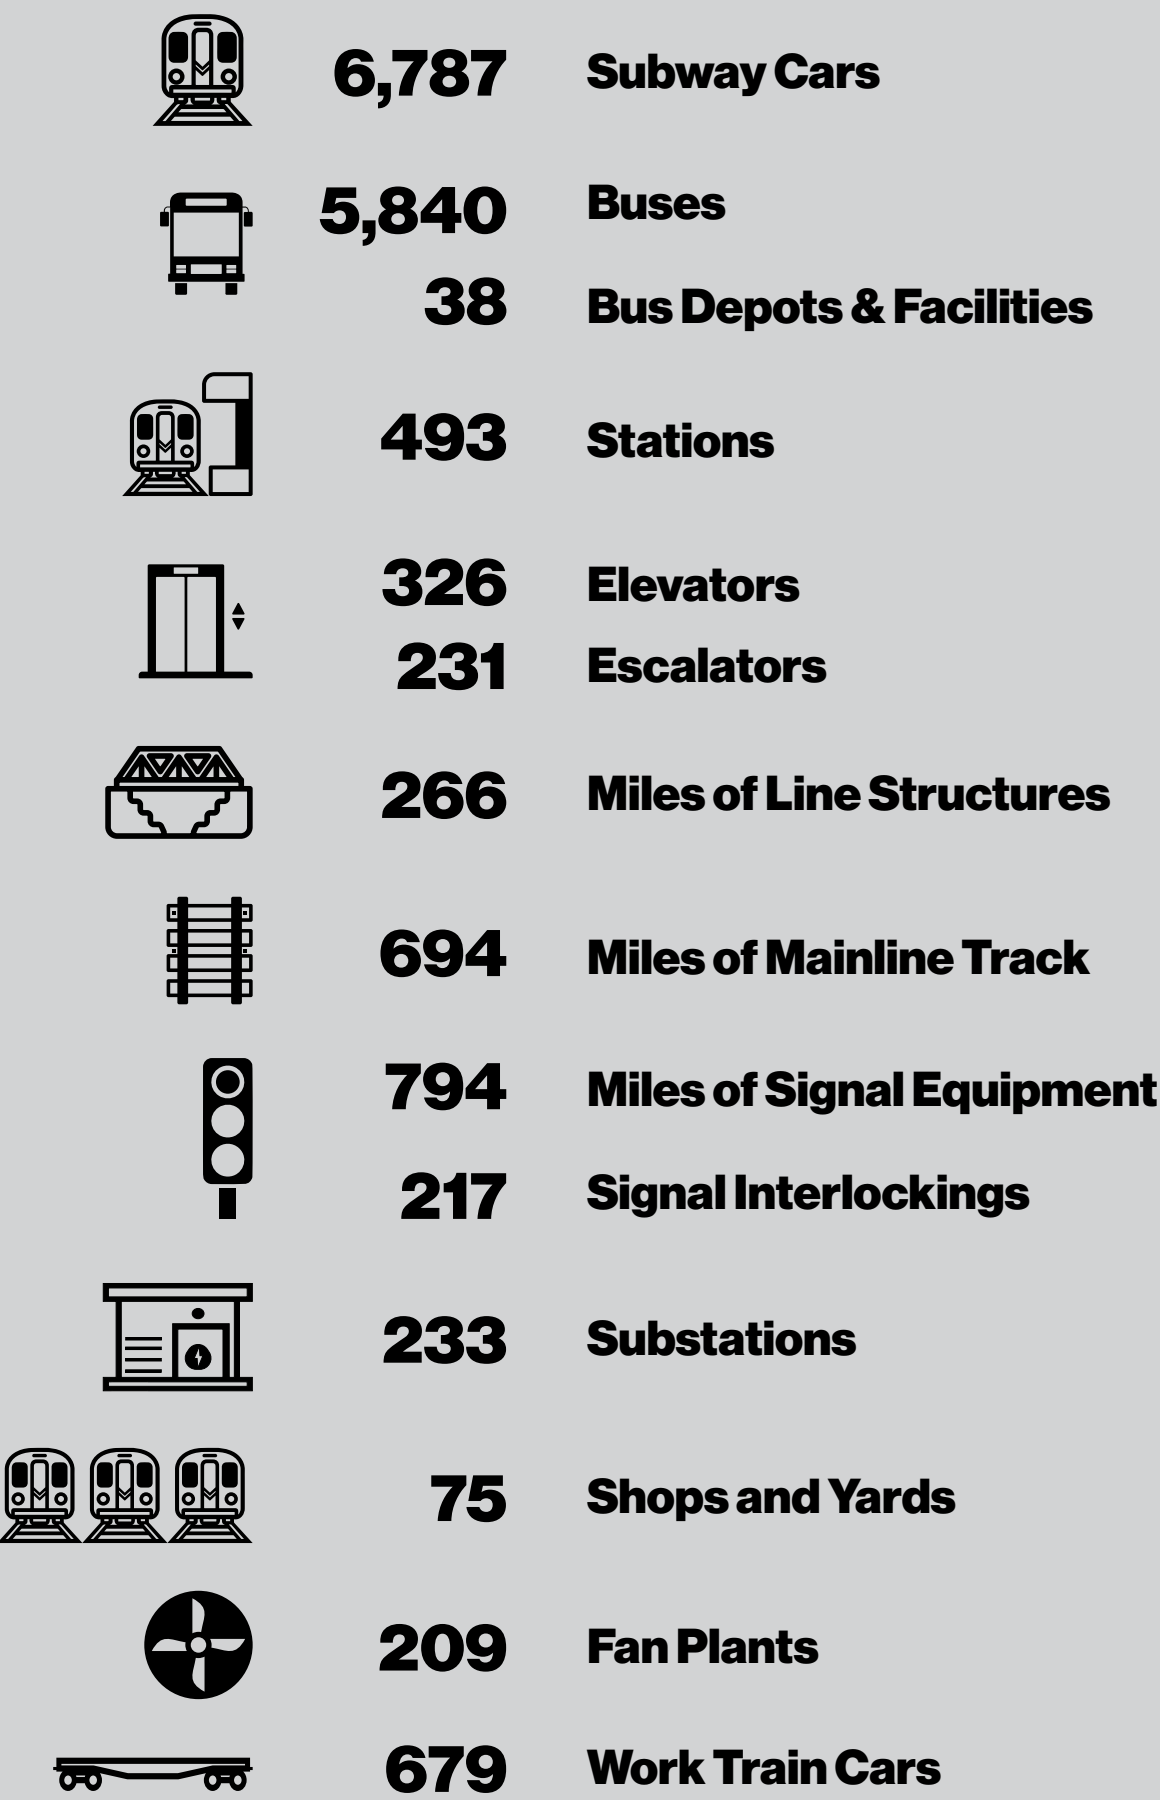 6,787 Subway Cars
5,840 Buses
38 Bus Depots & Facilities
493 Stations
326 Elevators
231 Escalators
266 Miles of Line Structures
694 Miles of Mainline Track
794 Miles of Signal Equipment
217 Signal Interlockings
233 Substations
75 Shops and Yards
209 Fan Plants
679 Work Train Cars